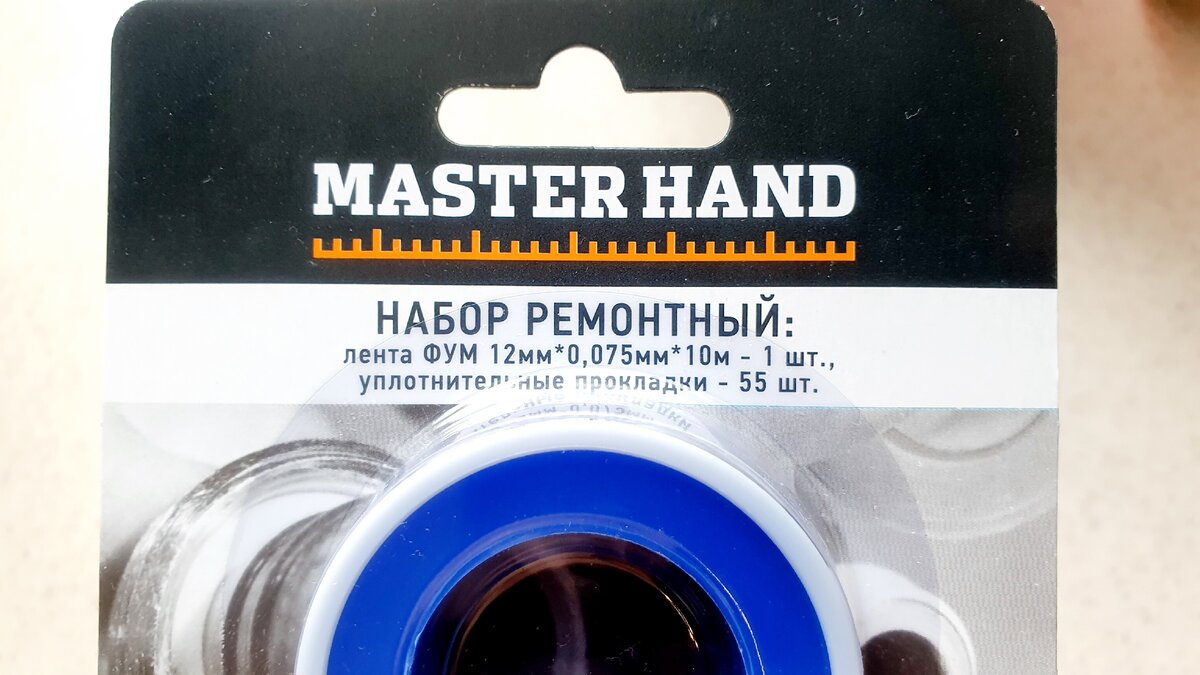 MASTER HAND
НАБОР РЕМОНТНЫЙ:
лента ФУМ 12мм*0,075мм*10м - 1 шт.,
уплотнительные прокладки - 55 шт.